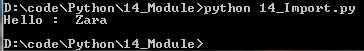 D:\code\Python\14_Module>python 14_Import.py
Hello :  Zara
D:\code\Python\14_Module>